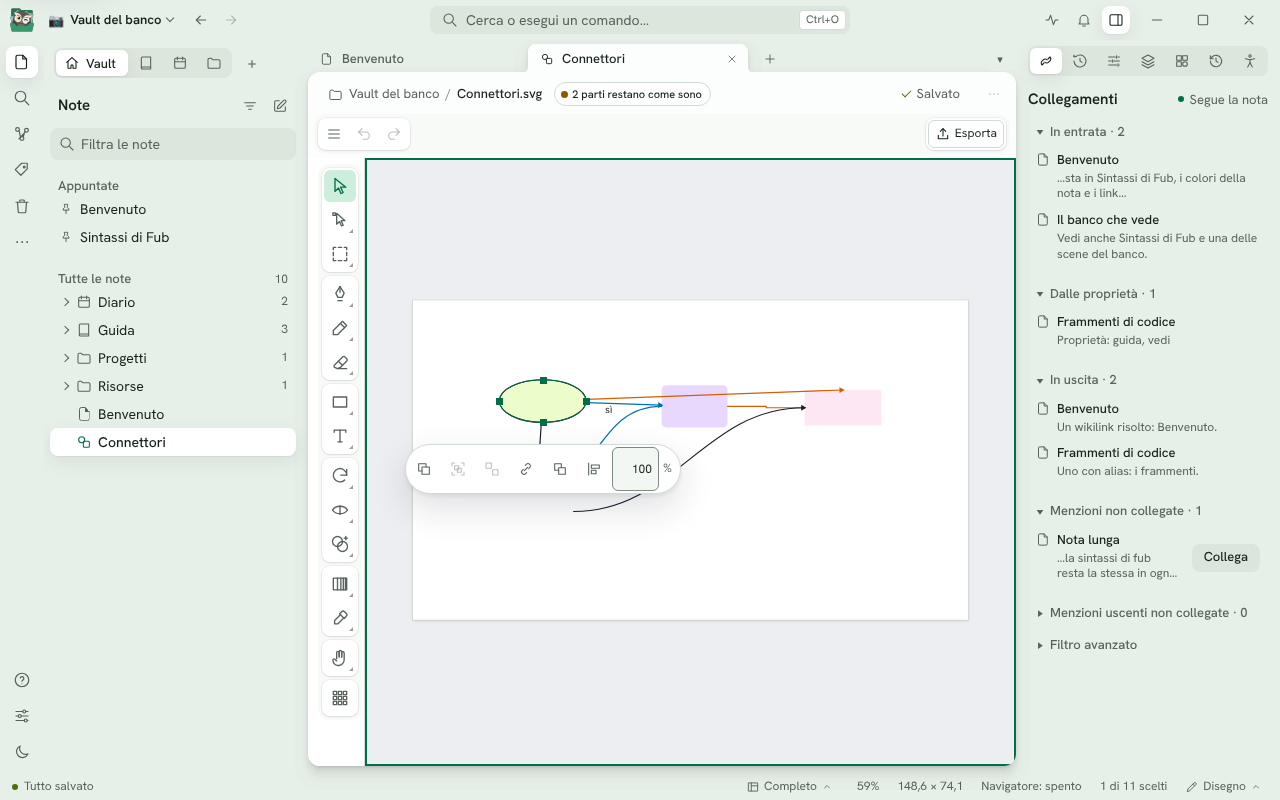 Vault del banco
Cerca o esegui un comando…
Ctrl+O
Vault
Benvenuto
Connettori
Note
Filtra le note
Appuntate
Benvenuto
Sintassi di Fub
Tutte le note
10
Diario
2
Guida
3
Progetti
1
Risorse
1
Benvenuto
Connettori
Vault del banco / Connettori.svg
2 parti restano come sono
Salvato
Esporta
sì
100
%
Collegamenti
Segue la nota
In entrata · 2
Benvenuto
…sta in Sintassi di Fub, i colori della
nota e i link…
Il banco che vede
Vedi anche Sintassi di Fub e una delle
scene del banco.
Dalle proprietà · 1
Frammenti di codice
Proprietà: guida, vedi
In uscita · 2
Benvenuto
Un wikilink risolto: Benvenuto.
Frammenti di codice
Uno con alias: i frammenti.
Menzioni non collegate · 1
Nota lunga
…la sintassi di fub
resta la stessa in ogn…
Collega
Menzioni uscenti non collegate · 0
Filtro avanzato
Tutto salvato
Completo
59%
148,6 × 74,1
Navigatore: spento
1 di 11 scelti
Disegno